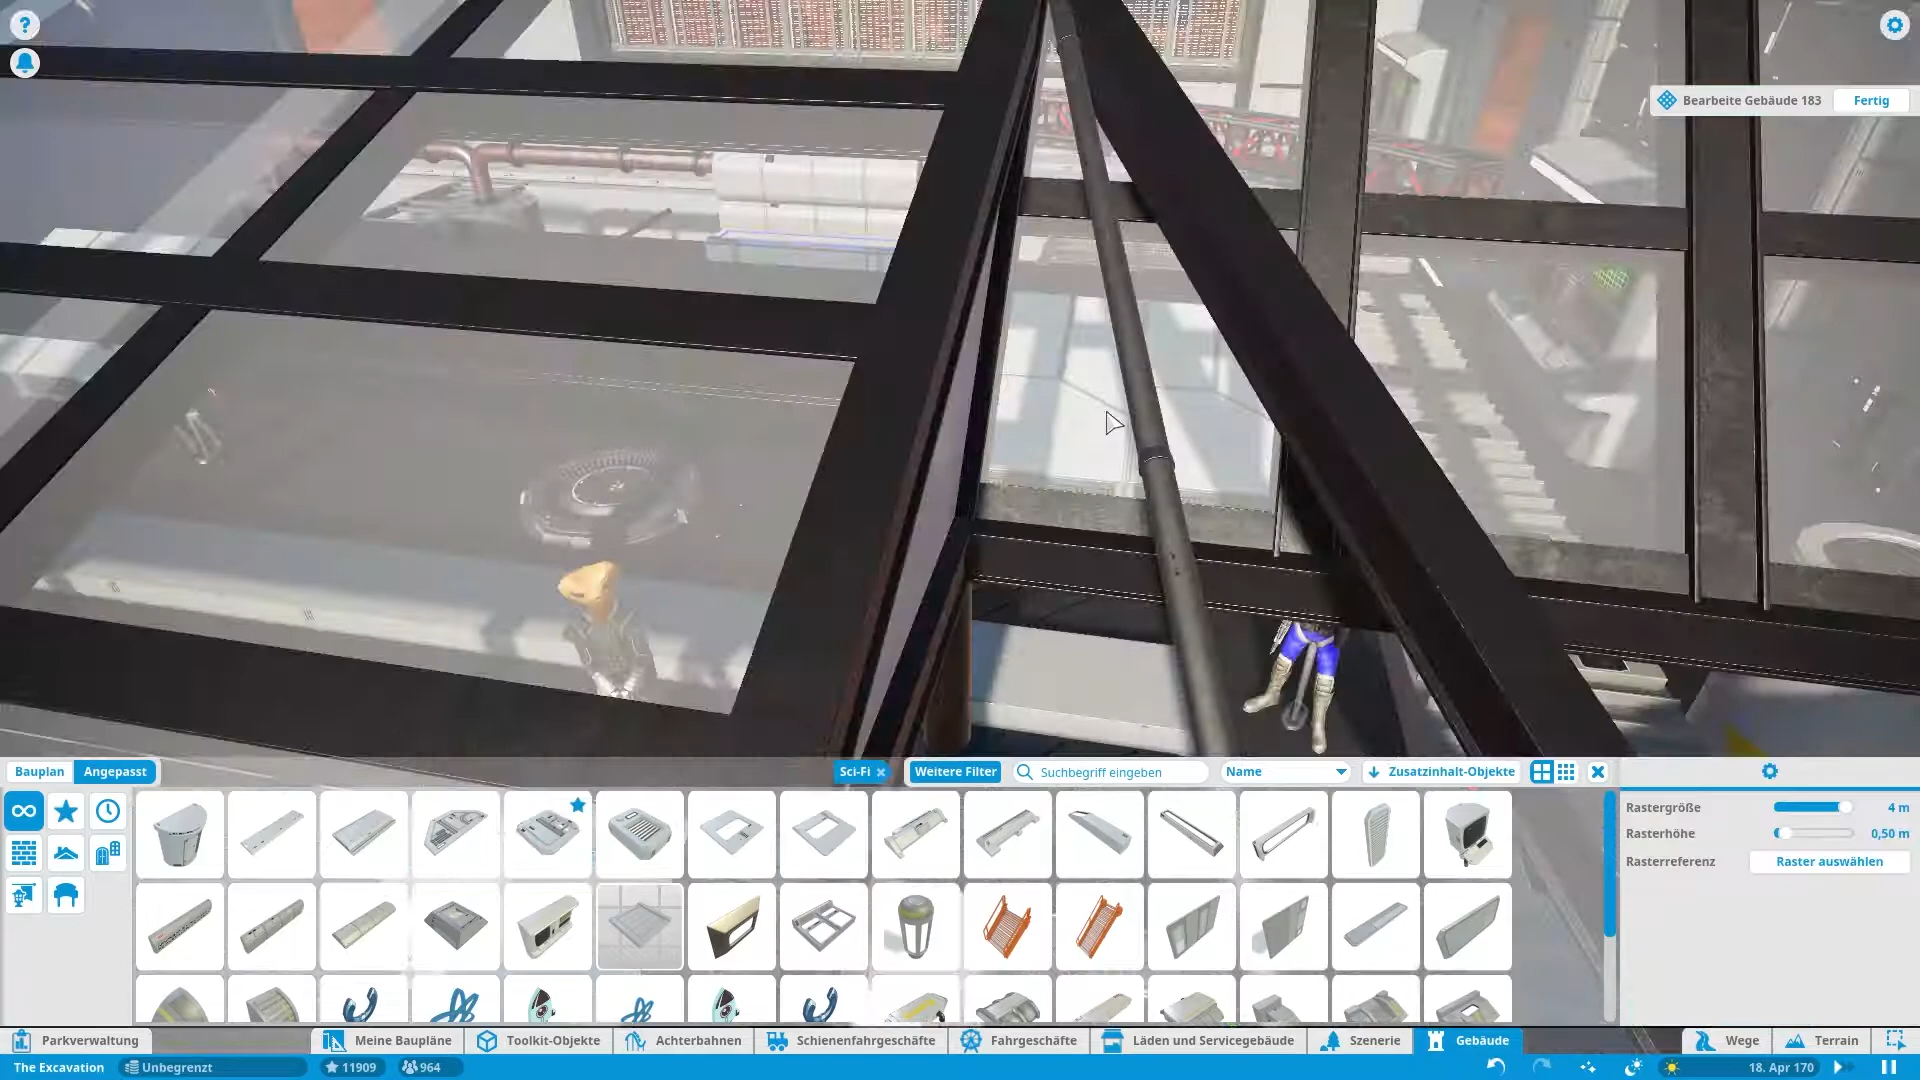 ?
Bearbeite Gebäude 183
Fertig
Bauplan
Angepasst
Sci-Fi ×
Weitere Filter
Suchbegriff eingeben
Name
Zusatzinhalt-Objekte
Rastergröße
4 m
Rasterhöhe
0,50 m
Rasterreferenz
Raster auswählen
Parkverwaltung
Meine Baupläne
Toolkit-Objekte
Achterbahnen
Schienenfahrgeschäfte
Fahrgeschäfte
Läden und Servicegebäude
Szenerie
Gebäude
Wege
Terrain
The Excavation
Unbegrenzt
11909
964
18. Apr 170